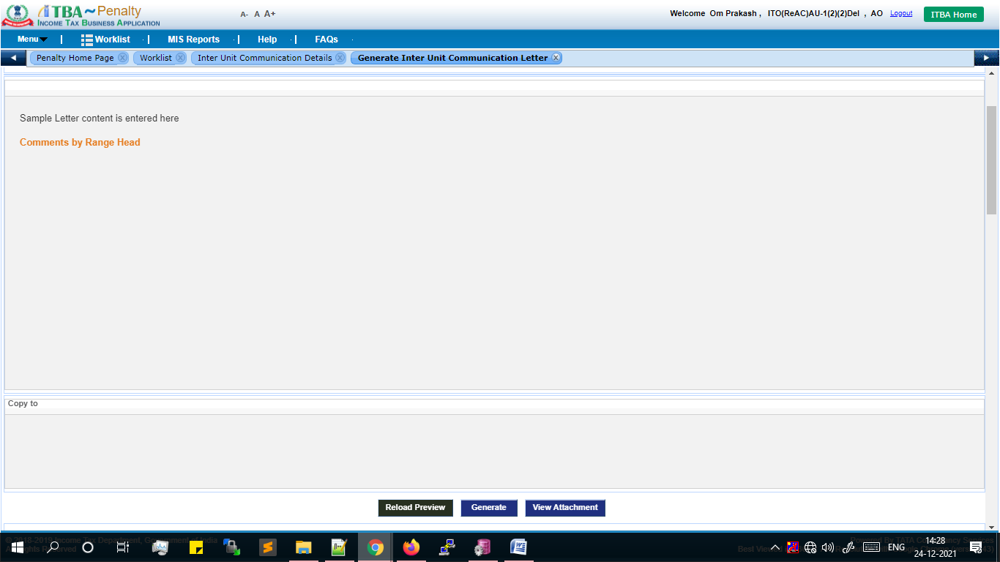 iTBA ~ Penalty
INCOME TAX BUSINESS APPLICATION
A- A A+
Welcome Om Prakash , ITO(ReAC)AU-1(2)(2)Del , AO Logout ITBA Home
Menu | Worklist | MIS Reports | Help | FAQs
Penalty Home Page Worklist Inter Unit Communication Details Generate Inter Unit Communication Letter
Sample Letter content is entered here
Comments by Range Head
Copy to
Reload Preview Generate View Attachment
© 2018-2019 Income Tax Department, Government of India
All Rights Reserved
Powered By TATA Consultancy Services
Best Viewed
ENG
14:28
24-12-2021